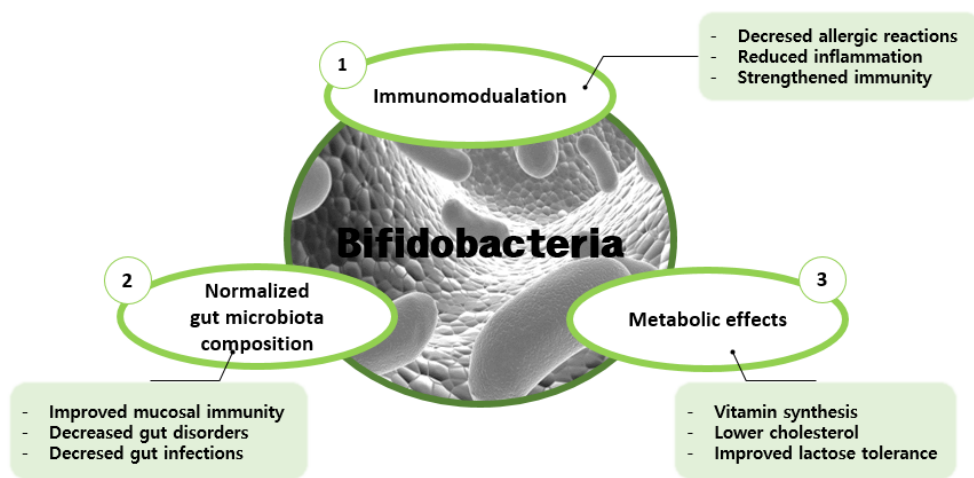 1
Immunomodualation
- Decresed allergic reactions
- Reduced inflammation
- Strengthened immunity
Bifidobacteria
2
Normalized
gut microbiota
composition
- Improved mucosal immunity
- Decreased gut disorders
- Decresed gut infections
3
Metabolic effects
- Vitamin synthesis
- Lower cholesterol
- Improved lactose tolerance